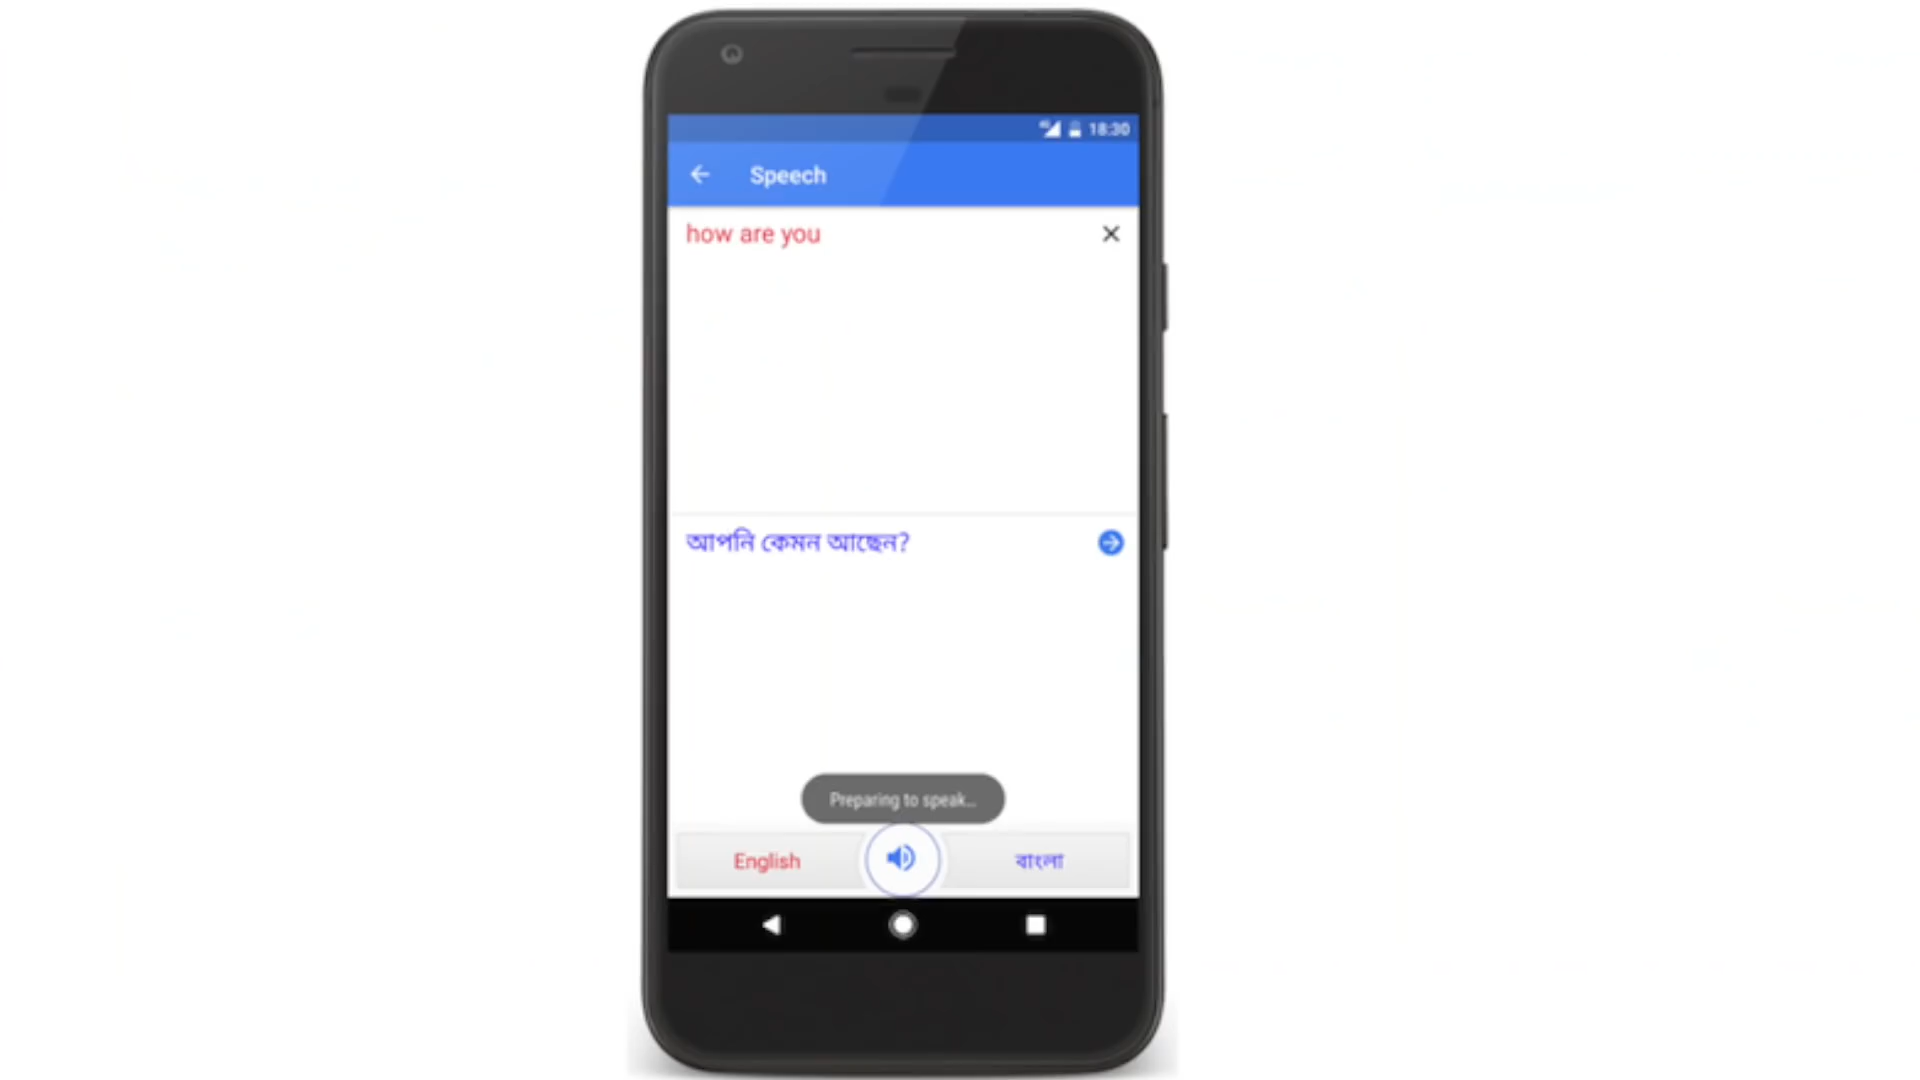 18:30
Speech
how are you
আপনি কেমন আছেন?
Preparing to speak...
English
বাংলা